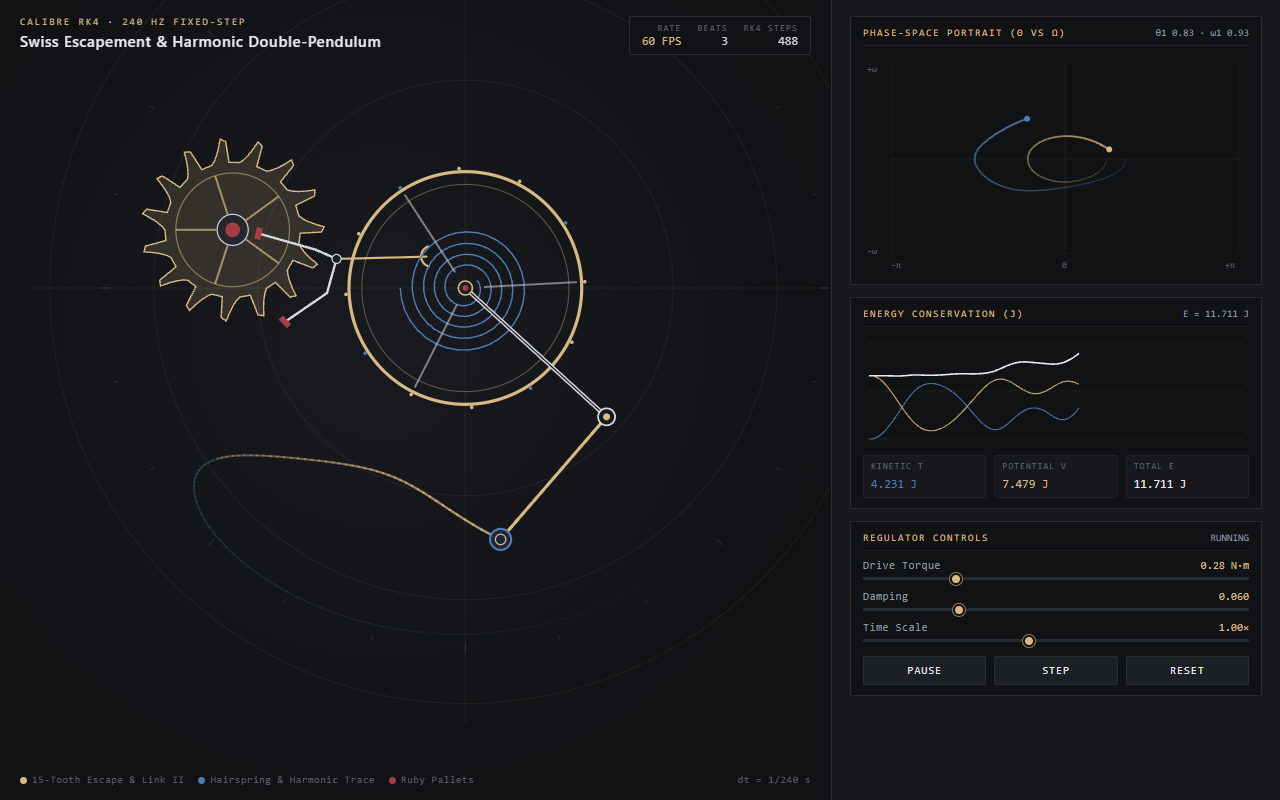 CALIBRE RK4 · 240 HZ FIXED-STEP
Swiss Escapement & Harmonic Double-Pendulum
RATE BEATS RK4 STEPS
60 FPS 3 488
15-Tooth Escape & Link II Hairspring & Harmonic Trace Ruby Pallets dt = 1/240 s
PHASE-SPACE PORTRAIT (Θ VS Ω) θ1 0.83 · ω1 0.93
+ω
-ω
-π 0 +π
ENERGY CONSERVATION (J) E = 11.711 J
KINETIC T POTENTIAL V TOTAL E
4.231 J 7.479 J 11.711 J
REGULATOR CONTROLS RUNNING
Drive Torque 0.28 N·m
Damping 0.060
Time Scale 1.00×
PAUSE STEP RESET